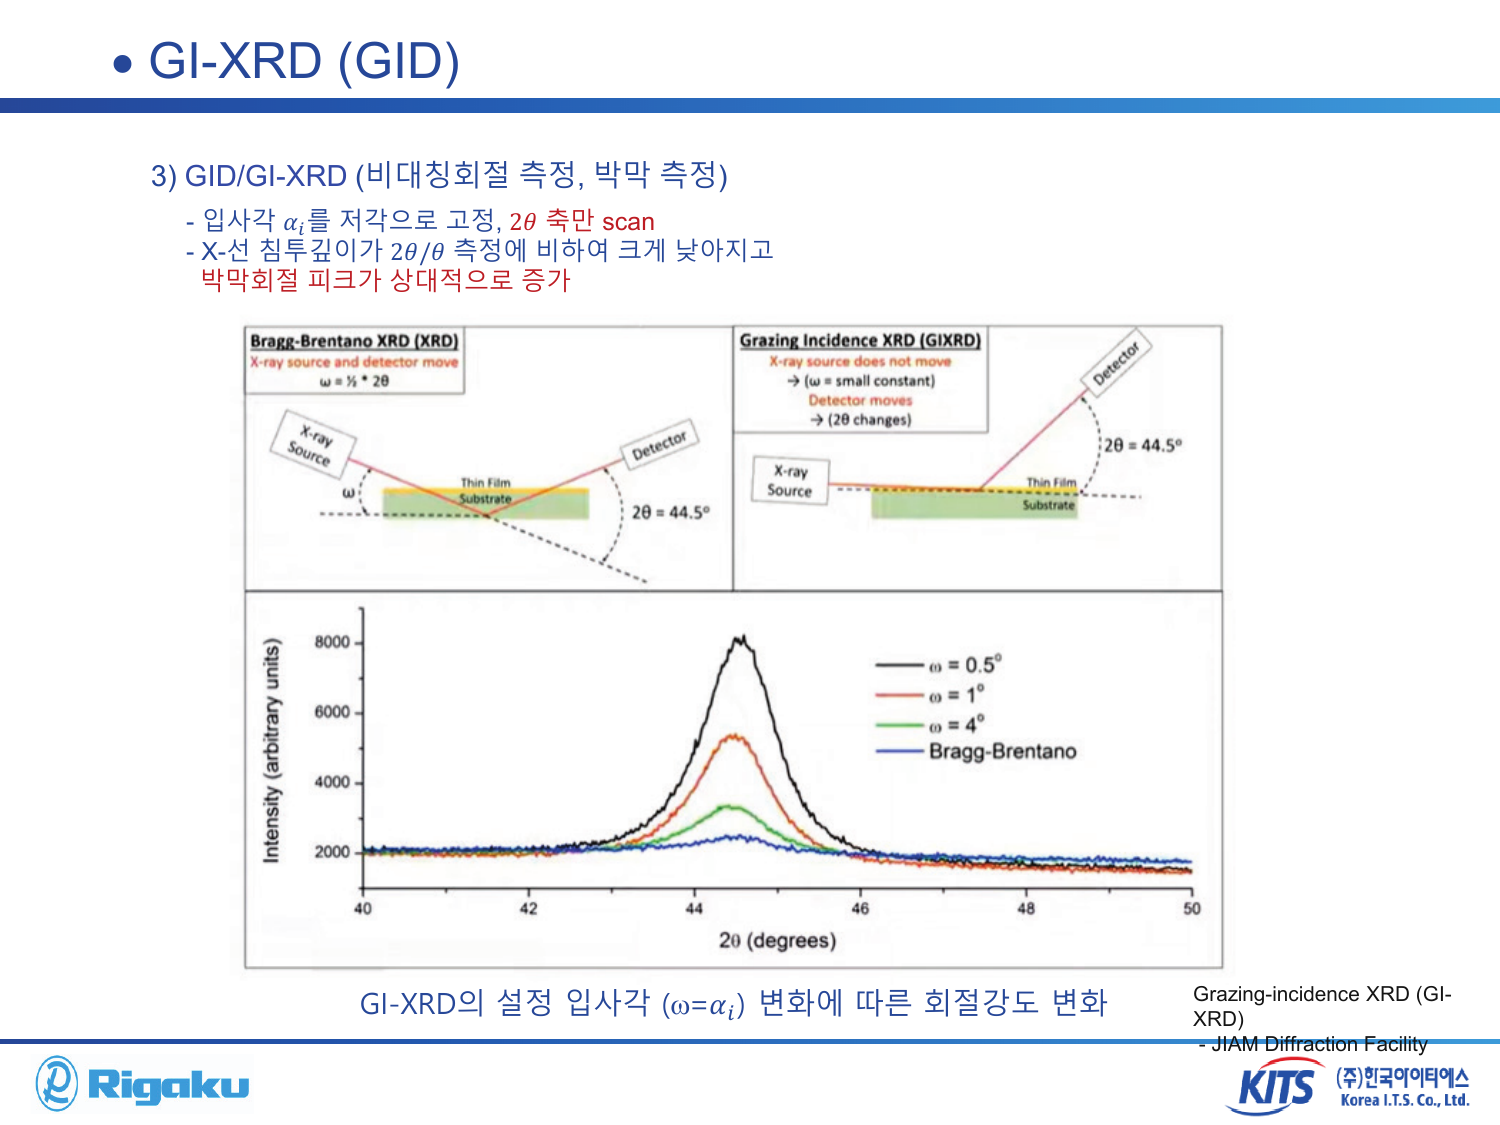 • GI-XRD (GID)
3) GID/GI-XRD (비대칭회절 측정, 박막 측정)
- 입사각 αi를 저각으로 고정, 2θ 축만 scan
- X-선 침투깊이가 2θ/θ 측정에 비하여 크게 낮아지고
박막회절 피크가 상대적으로 증가
Bragg-Brentano XRD (XRD)
X-ray source and detector move
ω = ½ * 2θ
X-ray
Source
Detector
ω
Thin Film
Substrate
2θ = 44.5°
Grazing Incidence XRD (GIXRD)
X-ray source does not move
→ (ω = small constant)
Detector moves
→ (2θ changes)
Detector
2θ = 44.5°
X-ray
Source
Thin Film
Substrate
Intensity (arbitrary units)
8000
6000
4000
2000
ω = 0.5°
ω = 1°
ω = 4°
Bragg-Brentano
40 42 44 46 48 50
2θ (degrees)
GI-XRD의 설정 입사각 (ω=αi) 변화에 따른 회절강도 변화
Grazing-incidence XRD (GI-
XRD)
- JIAM Diffraction Facility
Rigaku
KITS
(주)한국아이티에스
Korea I.T.S. Co., Ltd.